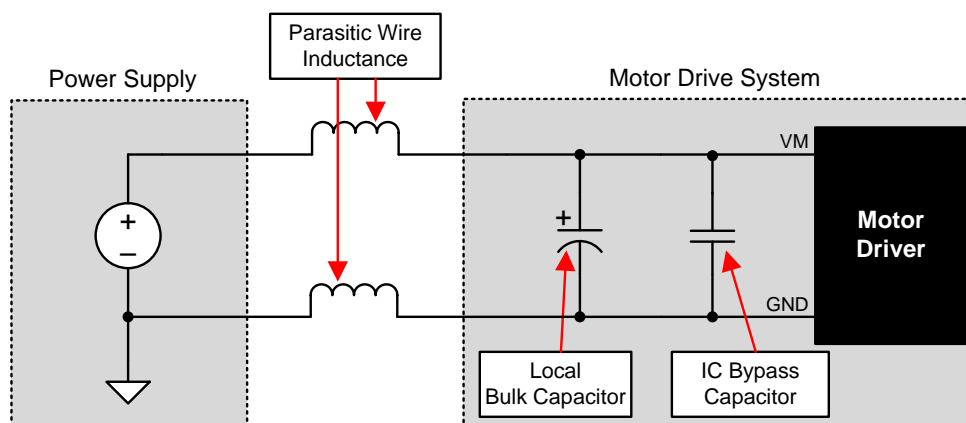 Parasitic Wire
Inductance
Power Supply
Motor Drive System
VM
+
−
+
Motor
Driver
GND
Local
Bulk Capacitor
IC Bypass
Capacitor